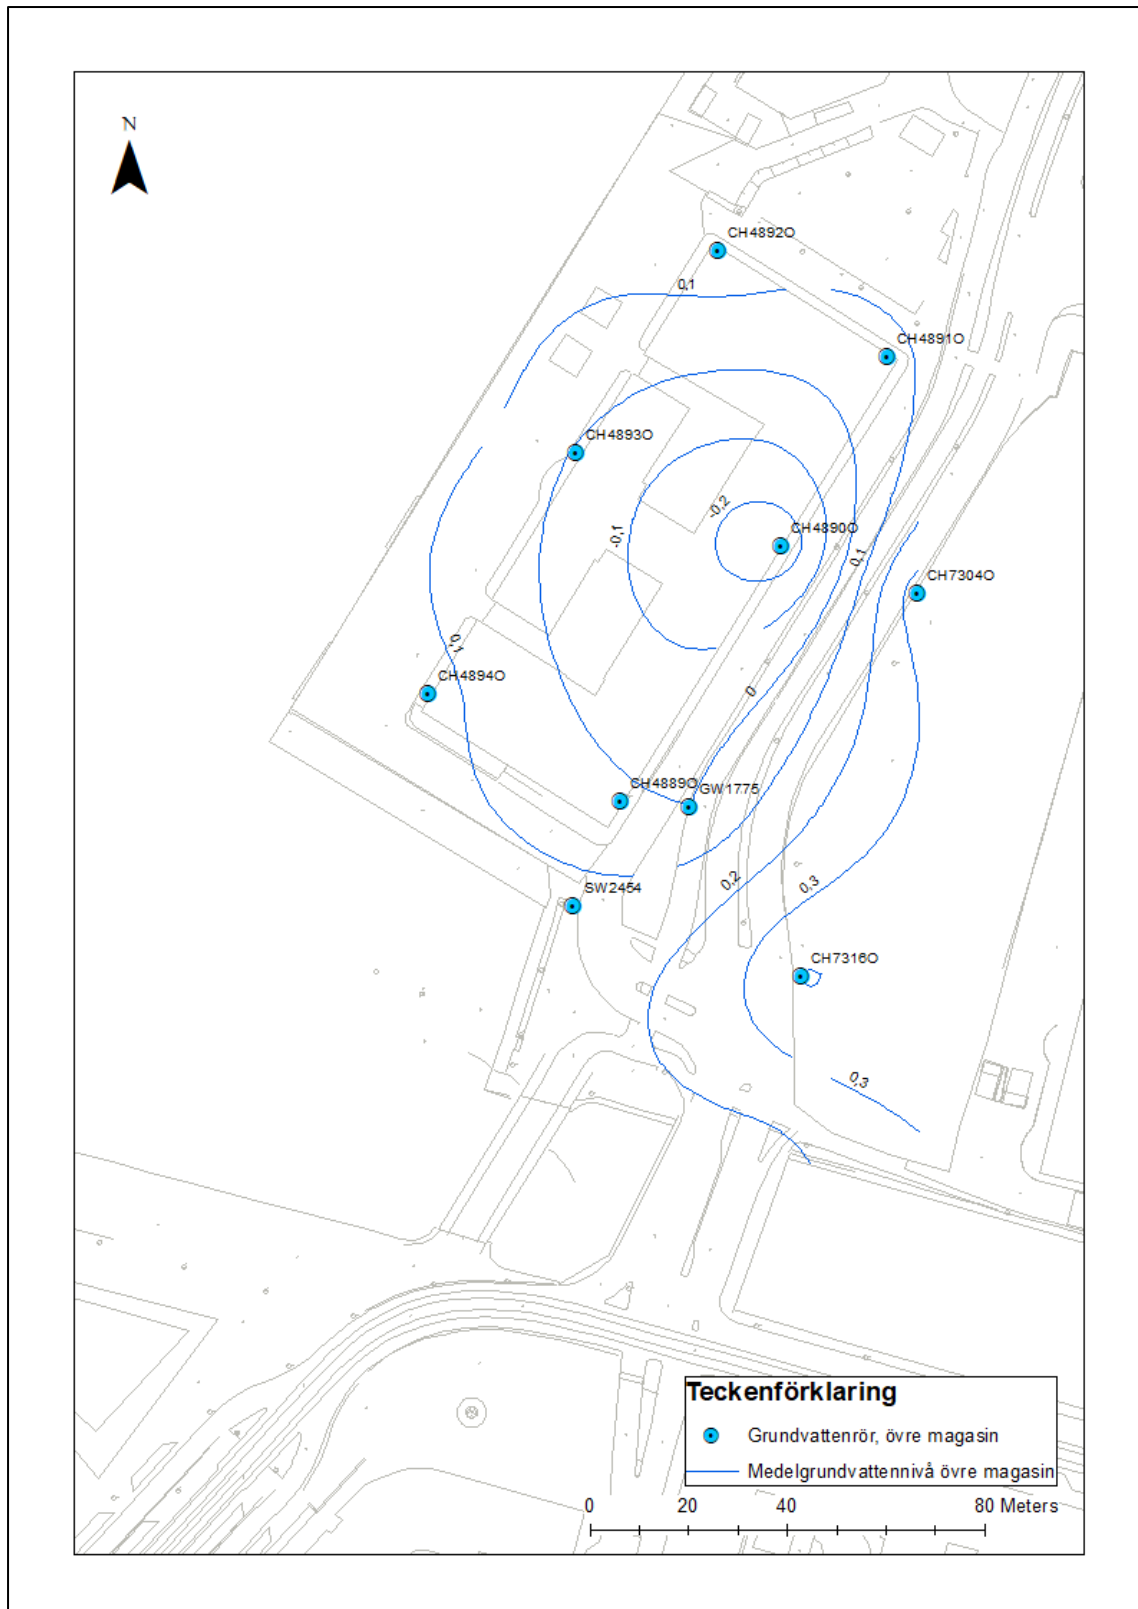 N
CH4892O
0,1
CH4891O
CH4893O
-0,2
-0,1
CH4890O
0,1
CH7304O
0,1
CH4894O
0
CH4889O
GW1775
0,2
0,3
SW2454
CH7316O
0,3
Teckenförklaring
Grundvattenrör, övre magasin
Medelgrundvattennivå övre magasin
0 20 40 80 Meters